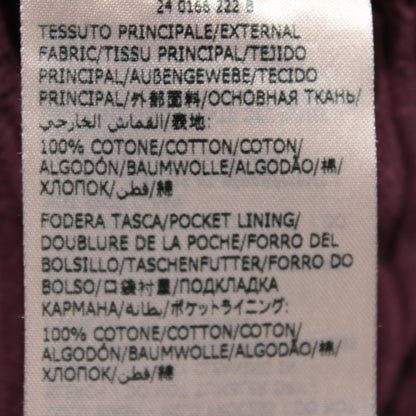 24 0168 222 B
TESSUTO PRINCIPALE/EXTERNAL
FABRIC/TISSU PRINCIPAL/TEJIDO
PRINCIPAL/AUßENGEWEBE/TECIDO
PRINCIPAL/外部面料/ОСНОВНАЯ ТКАНЬ/
القماش الخارجي/表地:
100% COTONE/COTTON/COTON/
ALGODÓN/BAUMWOLLE/ALGODÃO/棉/
ХЛОПОК/قطن/綿
FODERA TASCA/POCKET LINING/
DOUBLURE DE LA POCHE/FORRO DEL
BOLSILLO/TASCHENFUTTER/FORRO DO
BOLSO/口袋衬里/ПОДКЛАДКА
КАРМАНА/بطانة/ポケットライニング:
100% COTONE/COTTON/COTON/
ALGODÓN/BAUMWOLLE/ALGODÃO/棉/
ХЛОПОК/قطن/綿